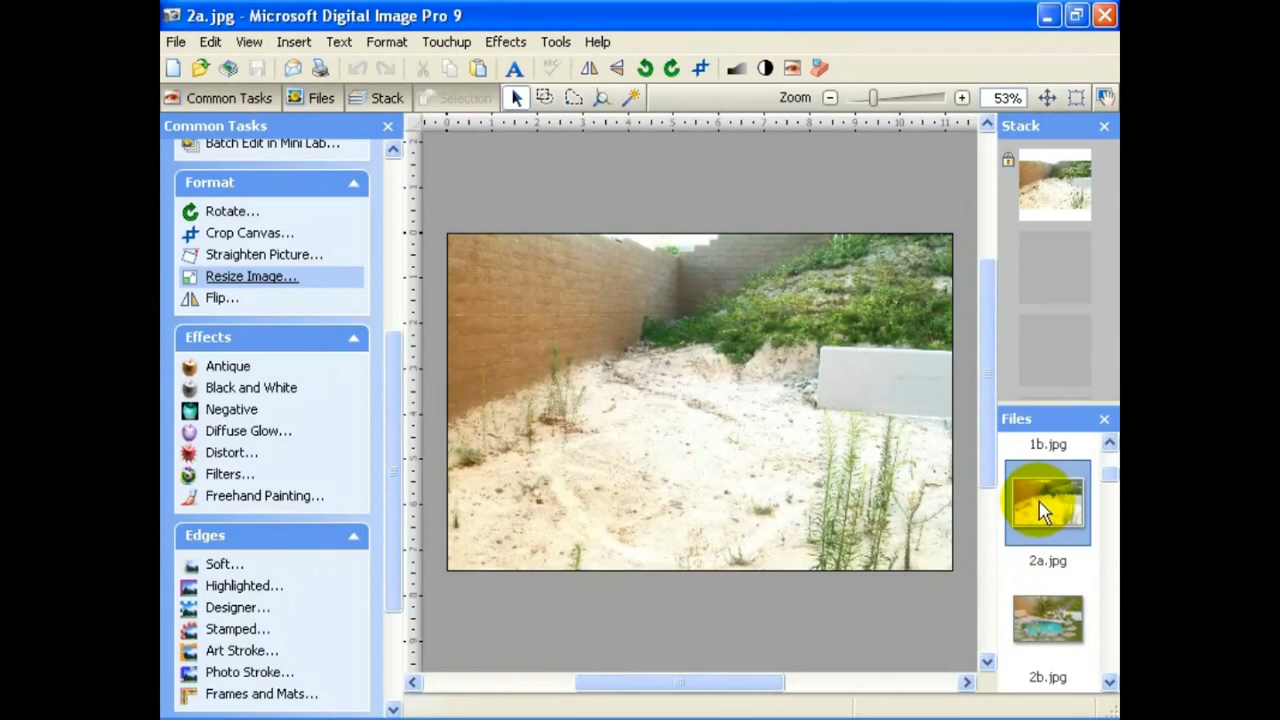 2a.jpg - Microsoft Digital Image Pro 9
File Edit View Insert Text Format Touchup Effects Tools Help
Common Tasks Files Stack Selection Zoom 53%
Common Tasks
Batch Edit in Mini Lab...
Format
Rotate...
Crop Canvas...
Straighten Picture...
Resize Image...
Flip...
Effects
Antique
Black and White
Negative
Diffuse Glow...
Distort...
Filters...
Freehand Painting...
Edges
Soft...
Highlighted...
Designer...
Stamped...
Art Stroke...
Photo Stroke...
Frames and Mats...
Stack
Files
1b.jpg
2a.jpg
2b.jpg